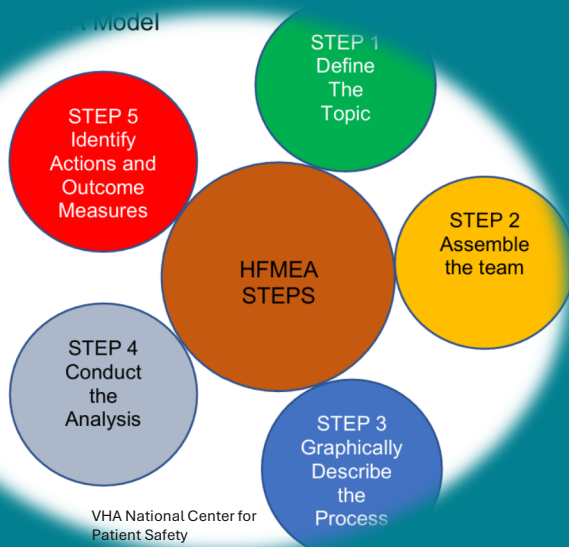 Model
STEP 1
Define
The
Topic
STEP 5
Identify
Actions and
Outcome
Measures
STEP 2
Assemble
the team
HFMEA
STEPS
STEP 4
Conduct
the
Analysis
STEP 3
Graphically
Describe
the
Process
VHA National Center for
Patient Safety